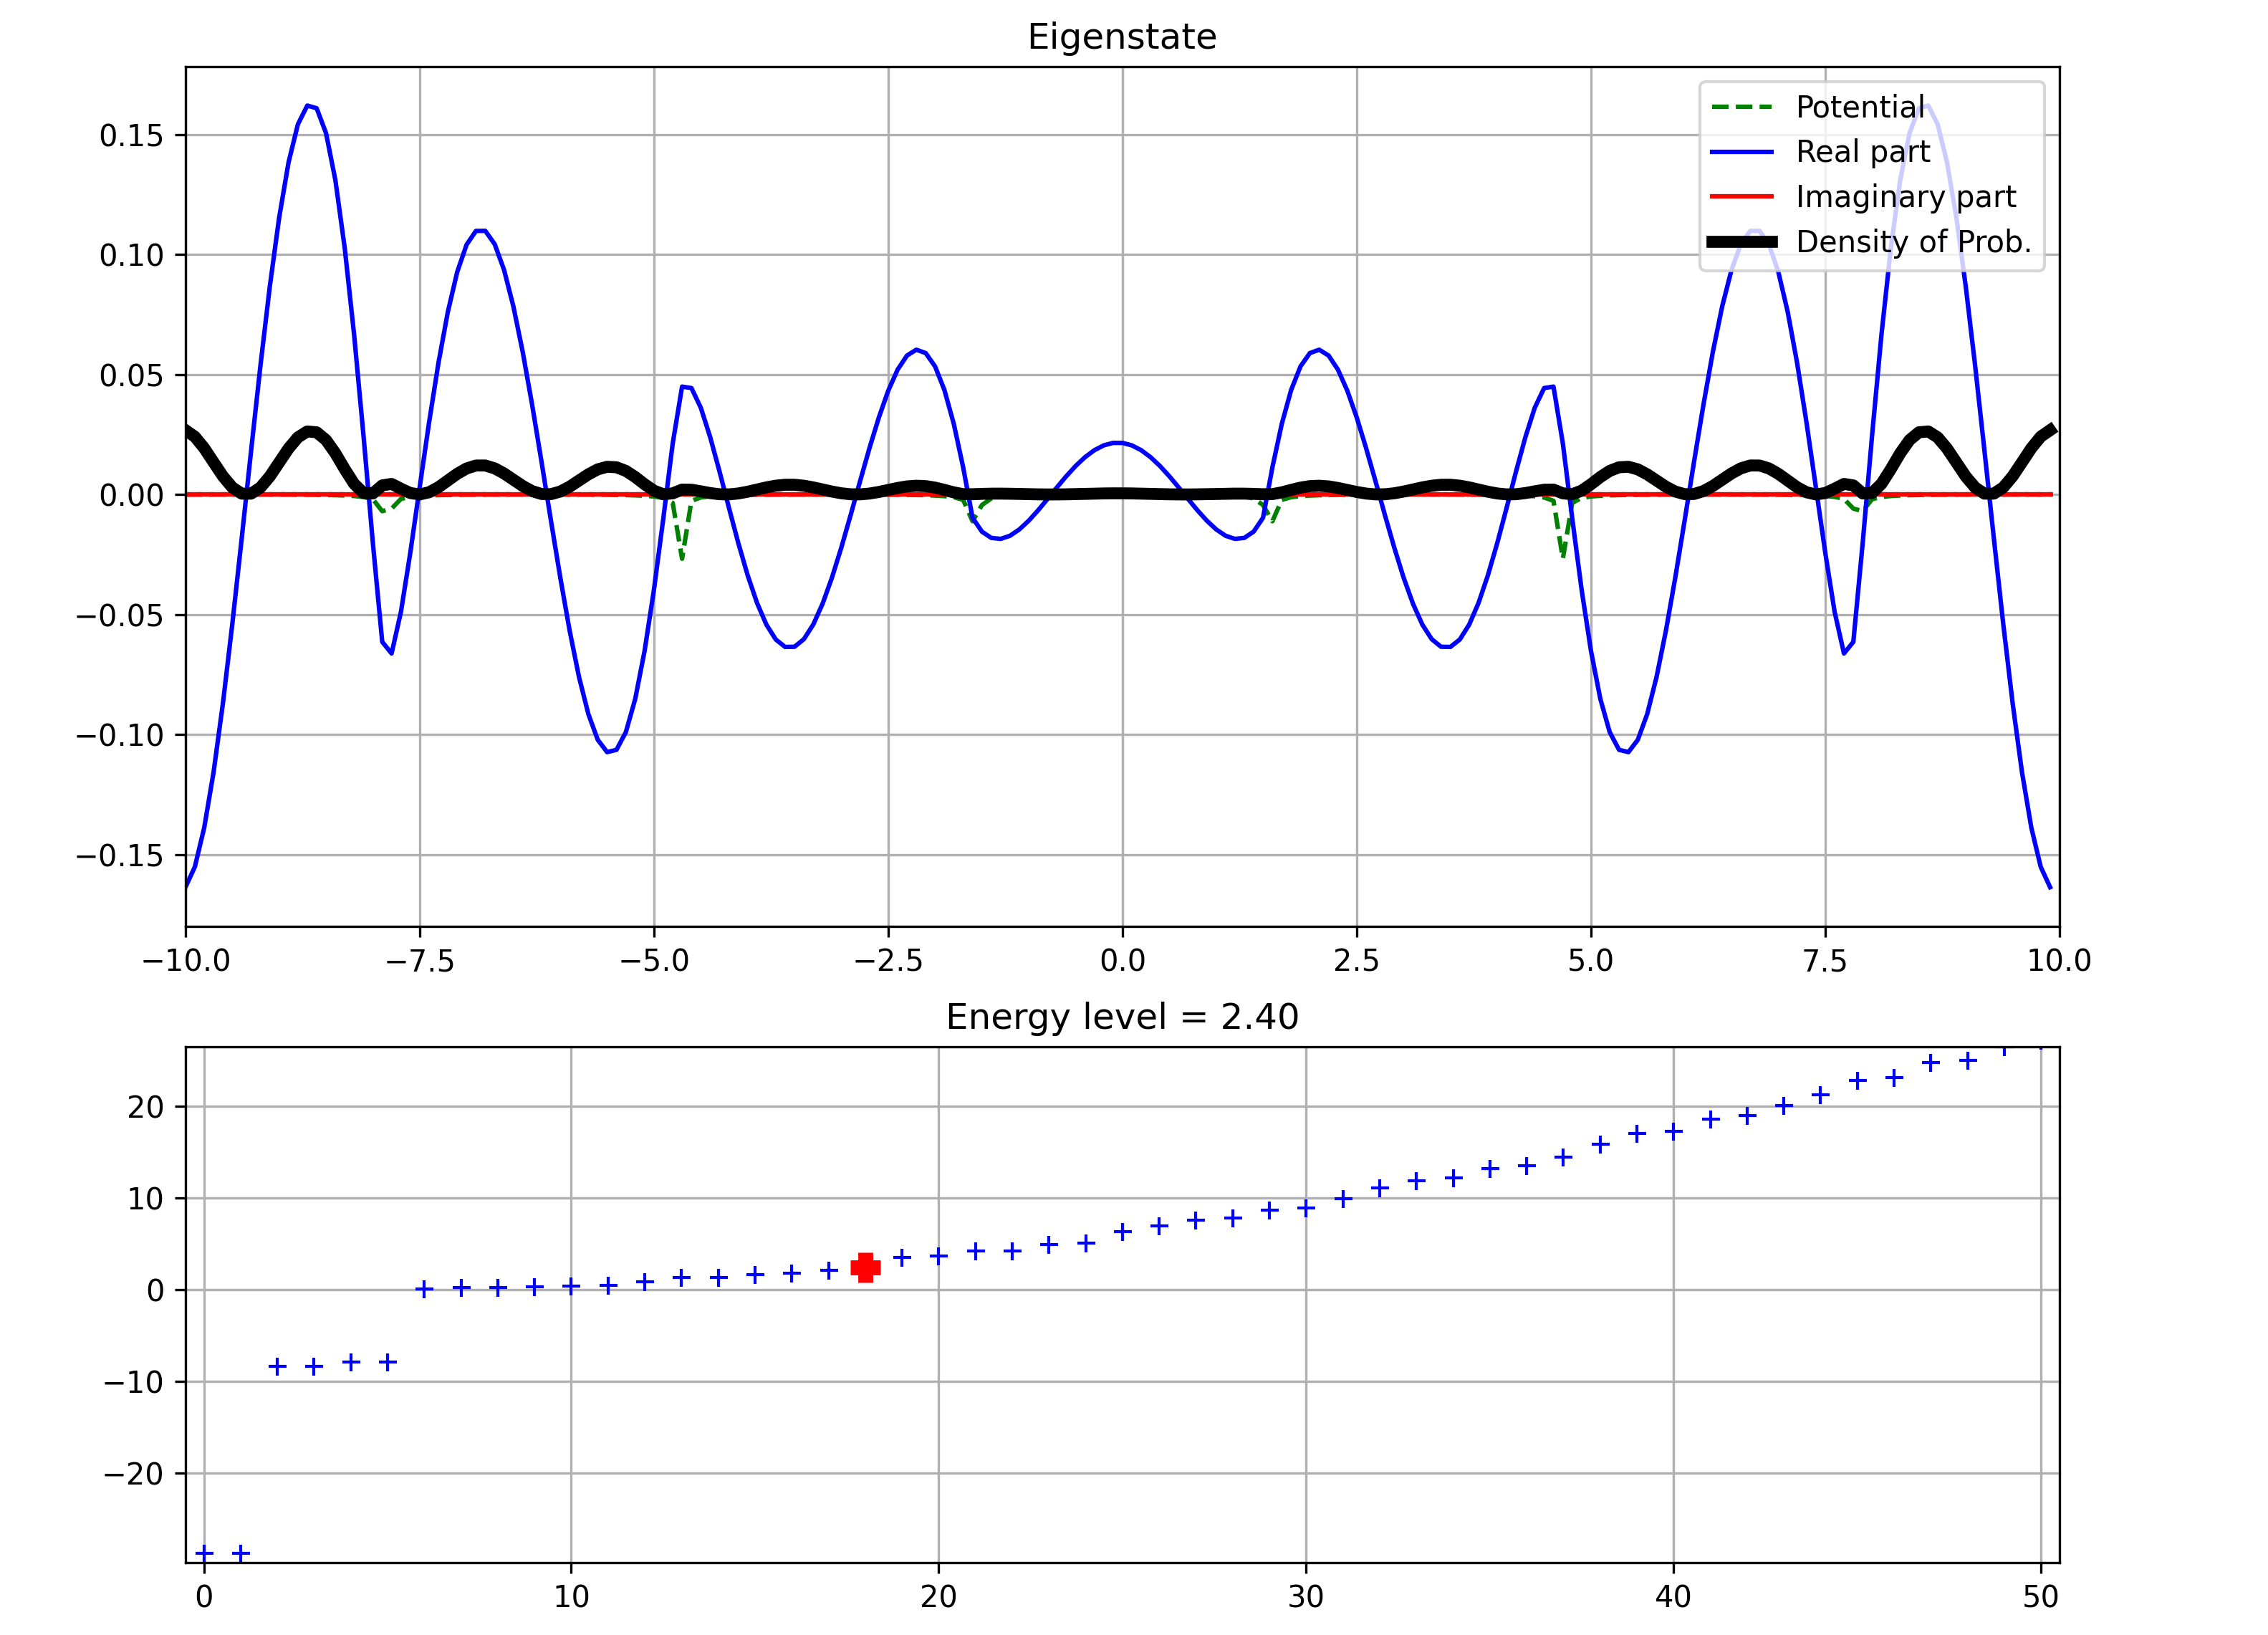 Eigenstate
Potential
Real part
Imaginary part
Density of Prob.
0.15
0.10
0.05
0.00
−0.05
−0.10
−0.15
−10.0 −7.5 −5.0 −2.5 0.0 2.5 5.0 7.5 10.0
Energy level = 2.40
20
10
0
−10
−20
0 10 20 30 40 50